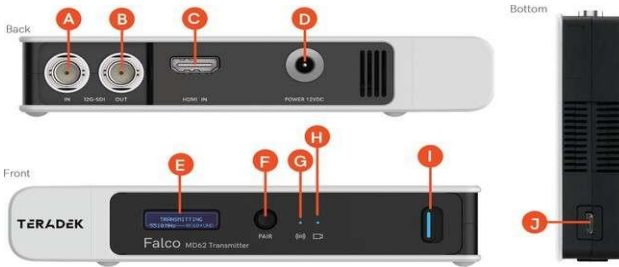 Back
Bottom
A
B
C
D
IN 12G-SDI OUT
HDMI IN
POWER 12VDC
Front
E
F
G
H
I
J
TERADEK
TRANSMITTING
Falco MD62 Transmitter
PAIR